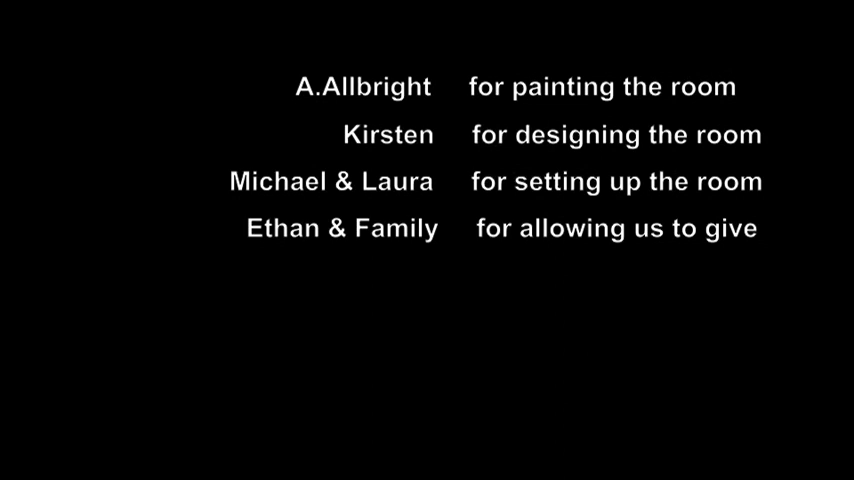 A.Allbright for painting the room
Kirsten for designing the room
Michael & Laura for setting up the room
Ethan & Family for allowing us to give